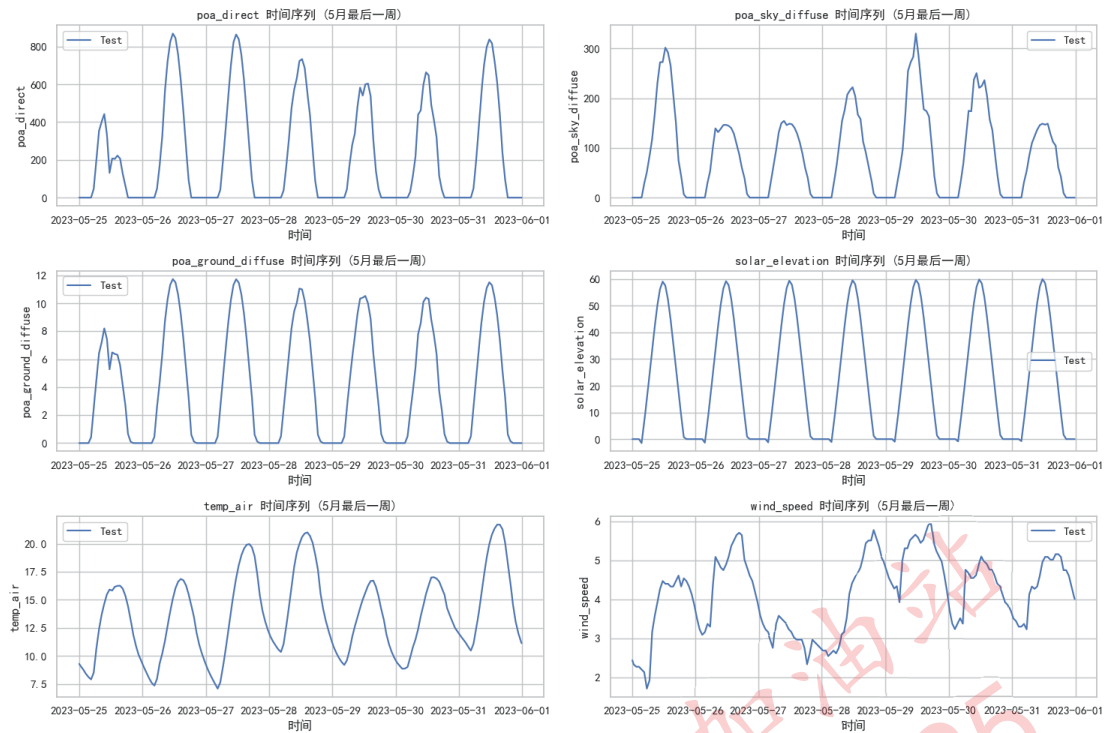 poa_direct 时间序列 (5月最后一周)
Test
poa_direct
800
600
400
200
0
2023-05-25 2023-05-26 2023-05-27 2023-05-28 2023-05-29 2023-05-30 2023-05-31 2023-06-01
时间
poa_sky_diffuse 时间序列 (5月最后一周)
Test
poa_sky_diffuse
300
200
100
0
2023-05-25 2023-05-26 2023-05-27 2023-05-28 2023-05-29 2023-05-30 2023-05-31 2023-06-01
时间
poa_ground_diffuse 时间序列 (5月最后一周)
Test
poa_ground_diffuse
12
10
8
6
4
2
0
2023-05-25 2023-05-26 2023-05-27 2023-05-28 2023-05-29 2023-05-30 2023-05-31 2023-06-01
时间
solar_elevation 时间序列 (5月最后一周)
Test
solar_elevation
60
50
40
30
20
10
0
2023-05-25 2023-05-26 2023-05-27 2023-05-28 2023-05-29 2023-05-30 2023-05-31 2023-06-01
时间
temp_air 时间序列 (5月最后一周)
Test
temp_air
20.0
17.5
15.0
12.5
10.0
7.5
2023-05-25 2023-05-26 2023-05-27 2023-05-28 2023-05-29 2023-05-30 2023-05-31 2023-06-01
时间
wind_speed 时间序列 (5月最后一周)
Test
wind_speed
6
5
4
3
2
2023-05-25 2023-05-26 2023-05-27 2023-05-28 2023-05-29 2023-05-30 2023-05-31 2023-06-01
时间
加油站